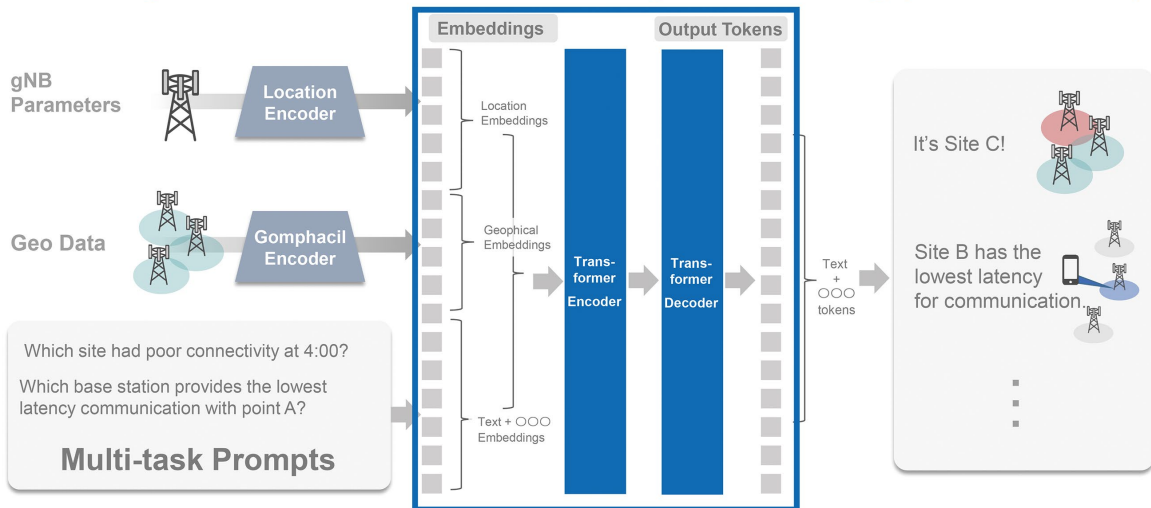 Embeddings
Output Tokens
gNB
Parameters
Location
Encoder
Location
Embeddings
Geo Data
Gomphacil
Encoder
Geophical
Embeddings
Trans-
former
Encoder
Trans-
former
Decoder
Text
+
○○○
tokens
Which site had poor connectivity at 4:00?
Which base station provides the lowest
latency communication with point A?
Multi-task Prompts
Text + ○○○
Embeddings
It’s Site C!
Site B has the
lowest latency
for communication.